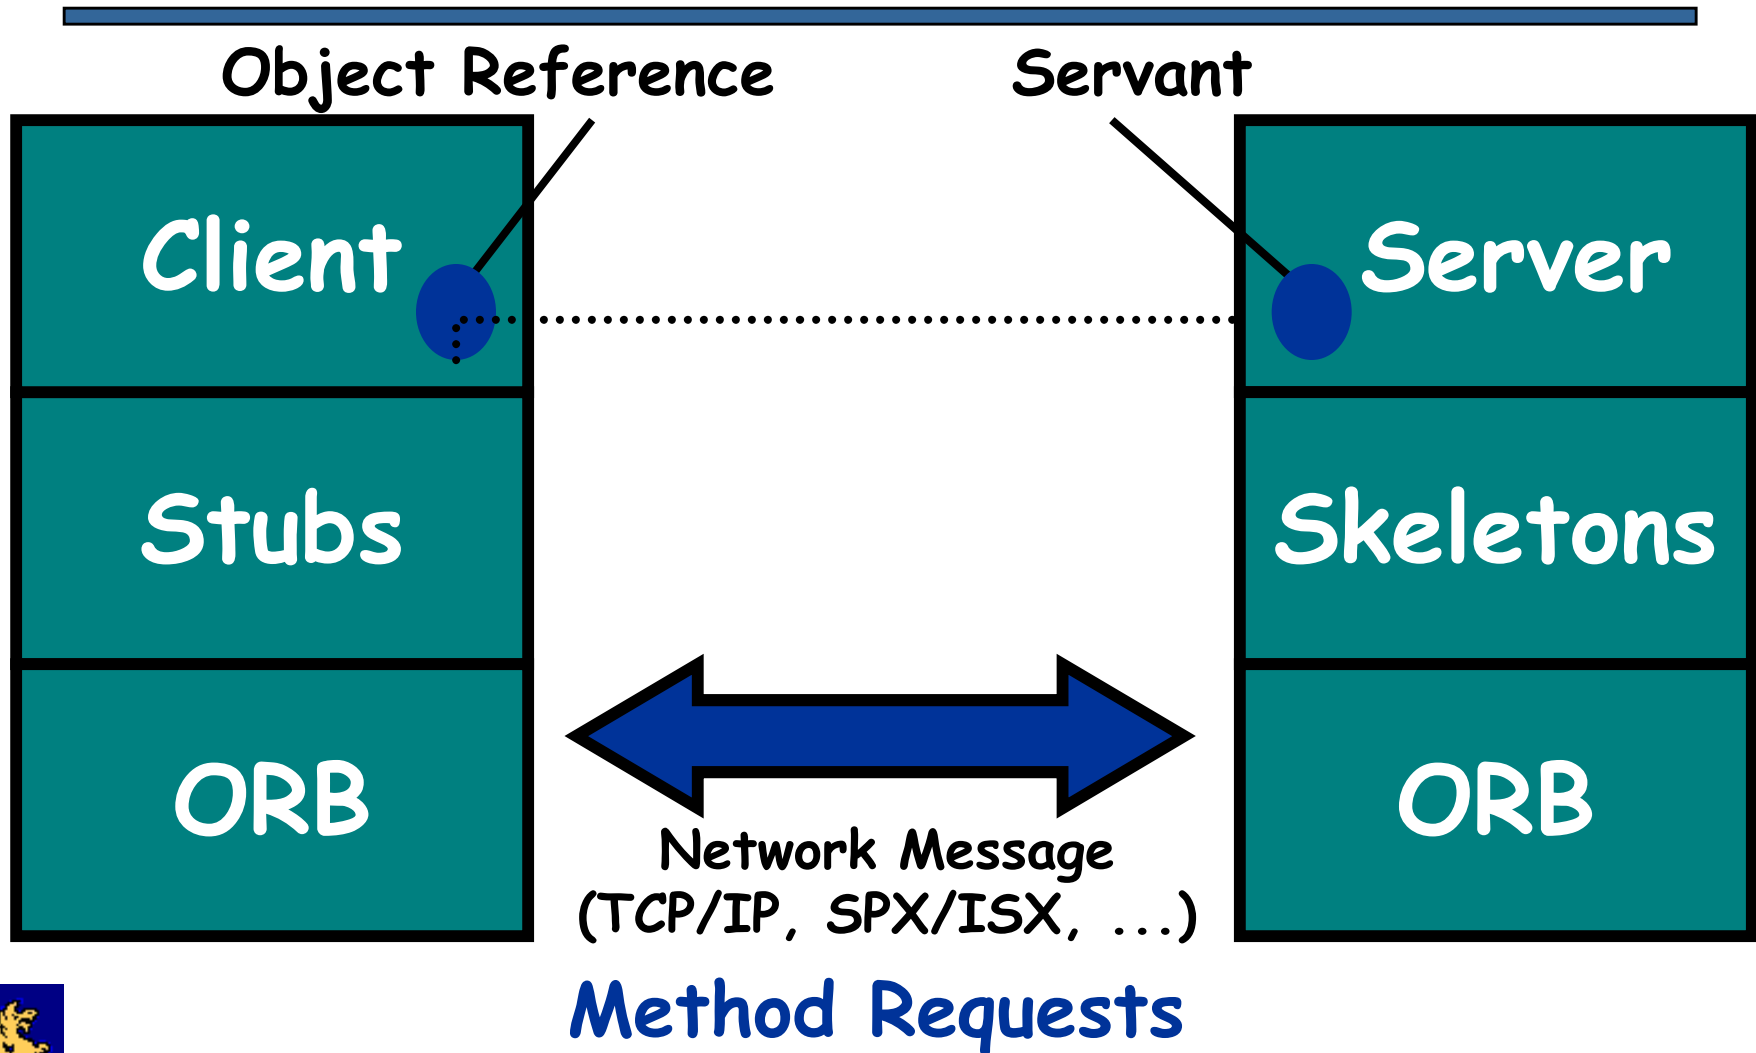 Object Reference
Servant
Client
Server
Stubs
Skeletons
ORB
ORB
Network Message
(TCP/IP, SPX/ISX, ...)
Method Requests